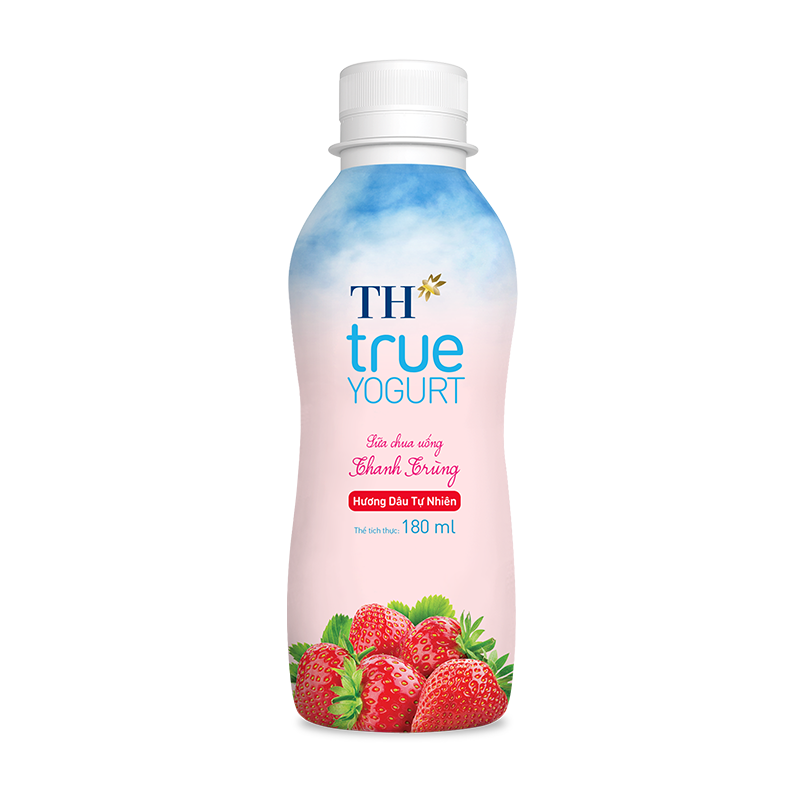 TH
true
YOGURT
Sữa chua uống
Thanh Trùng
Hương Dâu Tự Nhiên
Thể tích thực: 180 ml